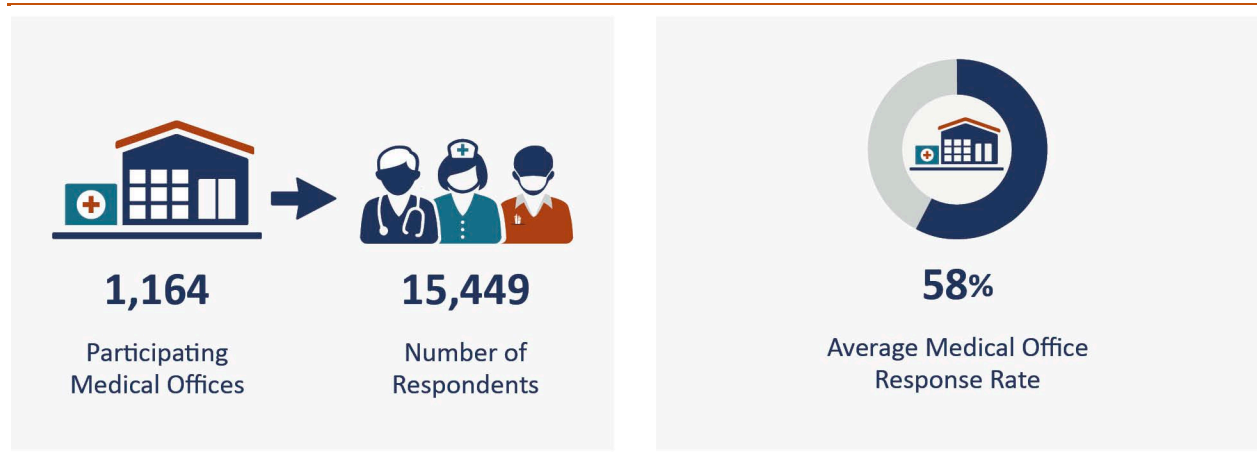 1,164
Participating
Medical Offices
15,449
Number of
Respondents
58%
Average Medical Office
Response Rate